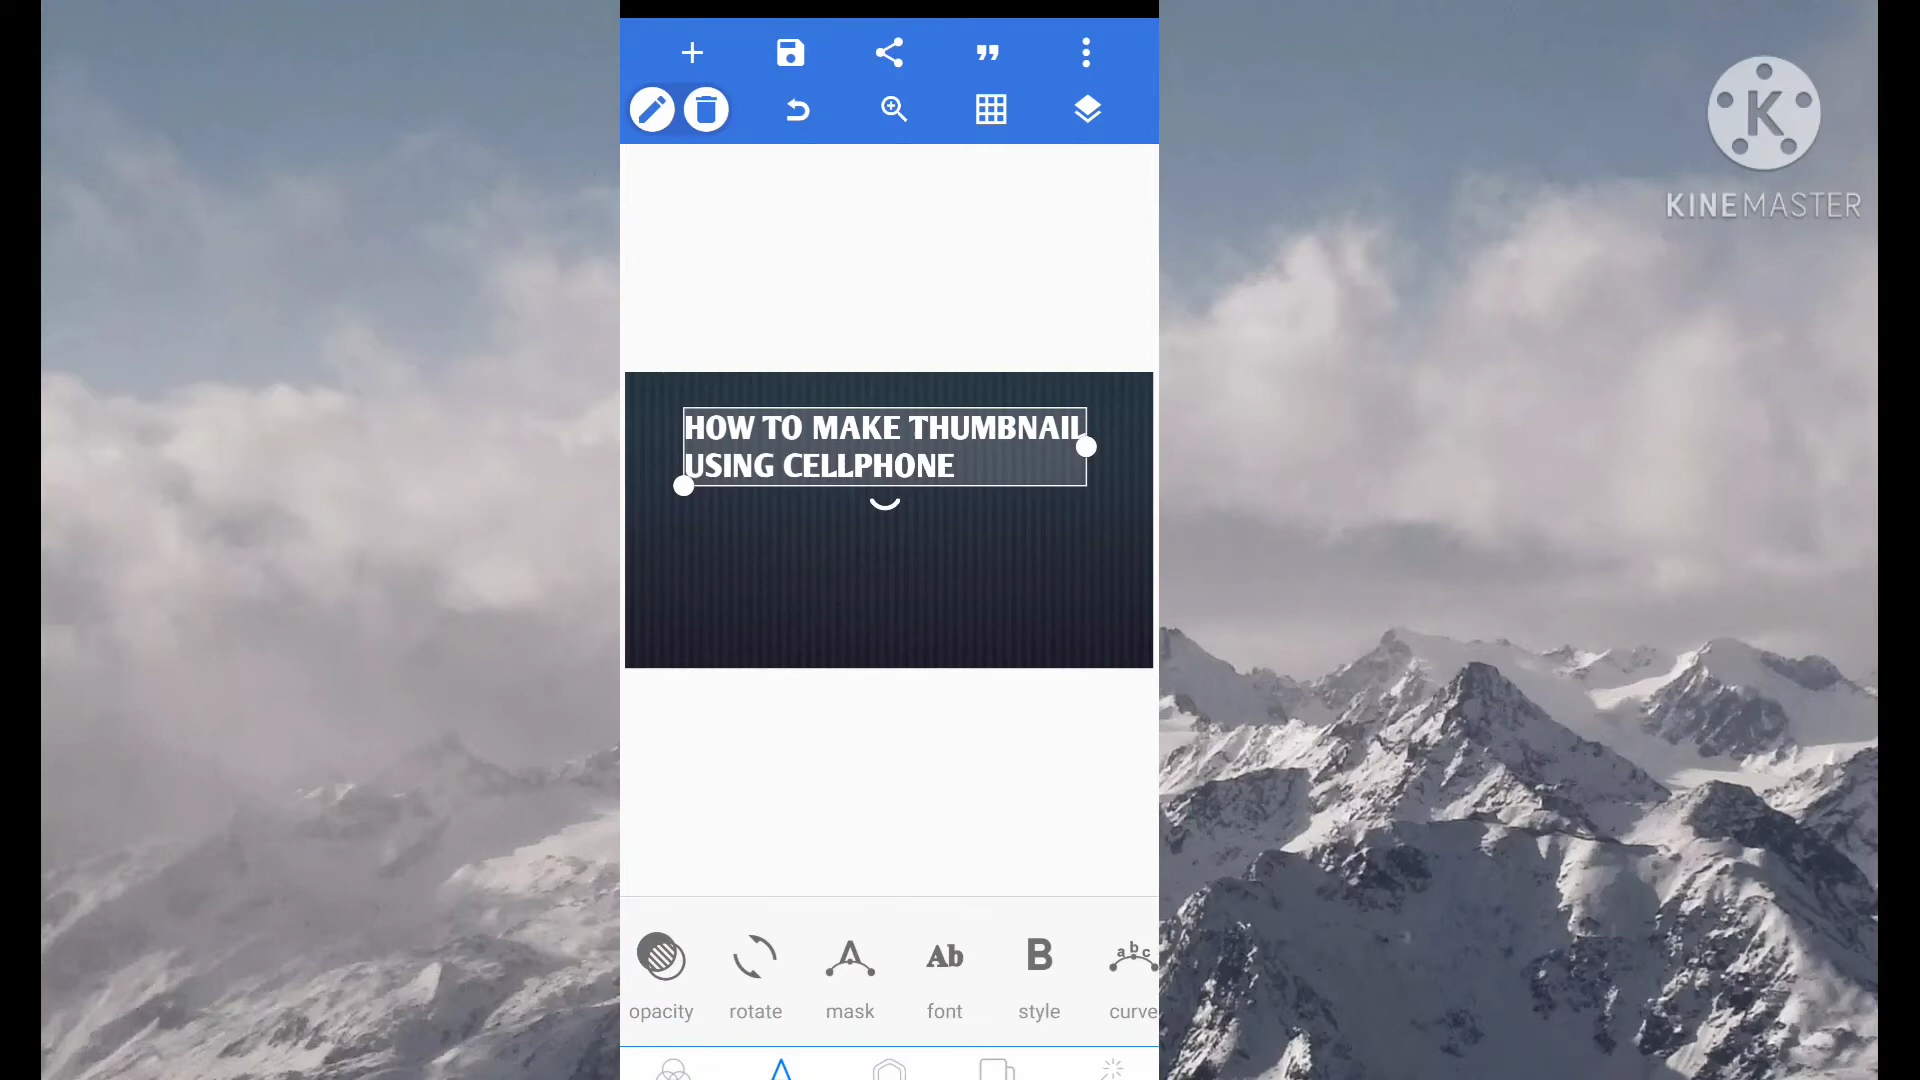 K
KINEMASTER
HOW TO MAKE THUMBNAIL
USING CELLPHONE
A
Ab
B
abc
opacity
rotate
mask
font
style
curve